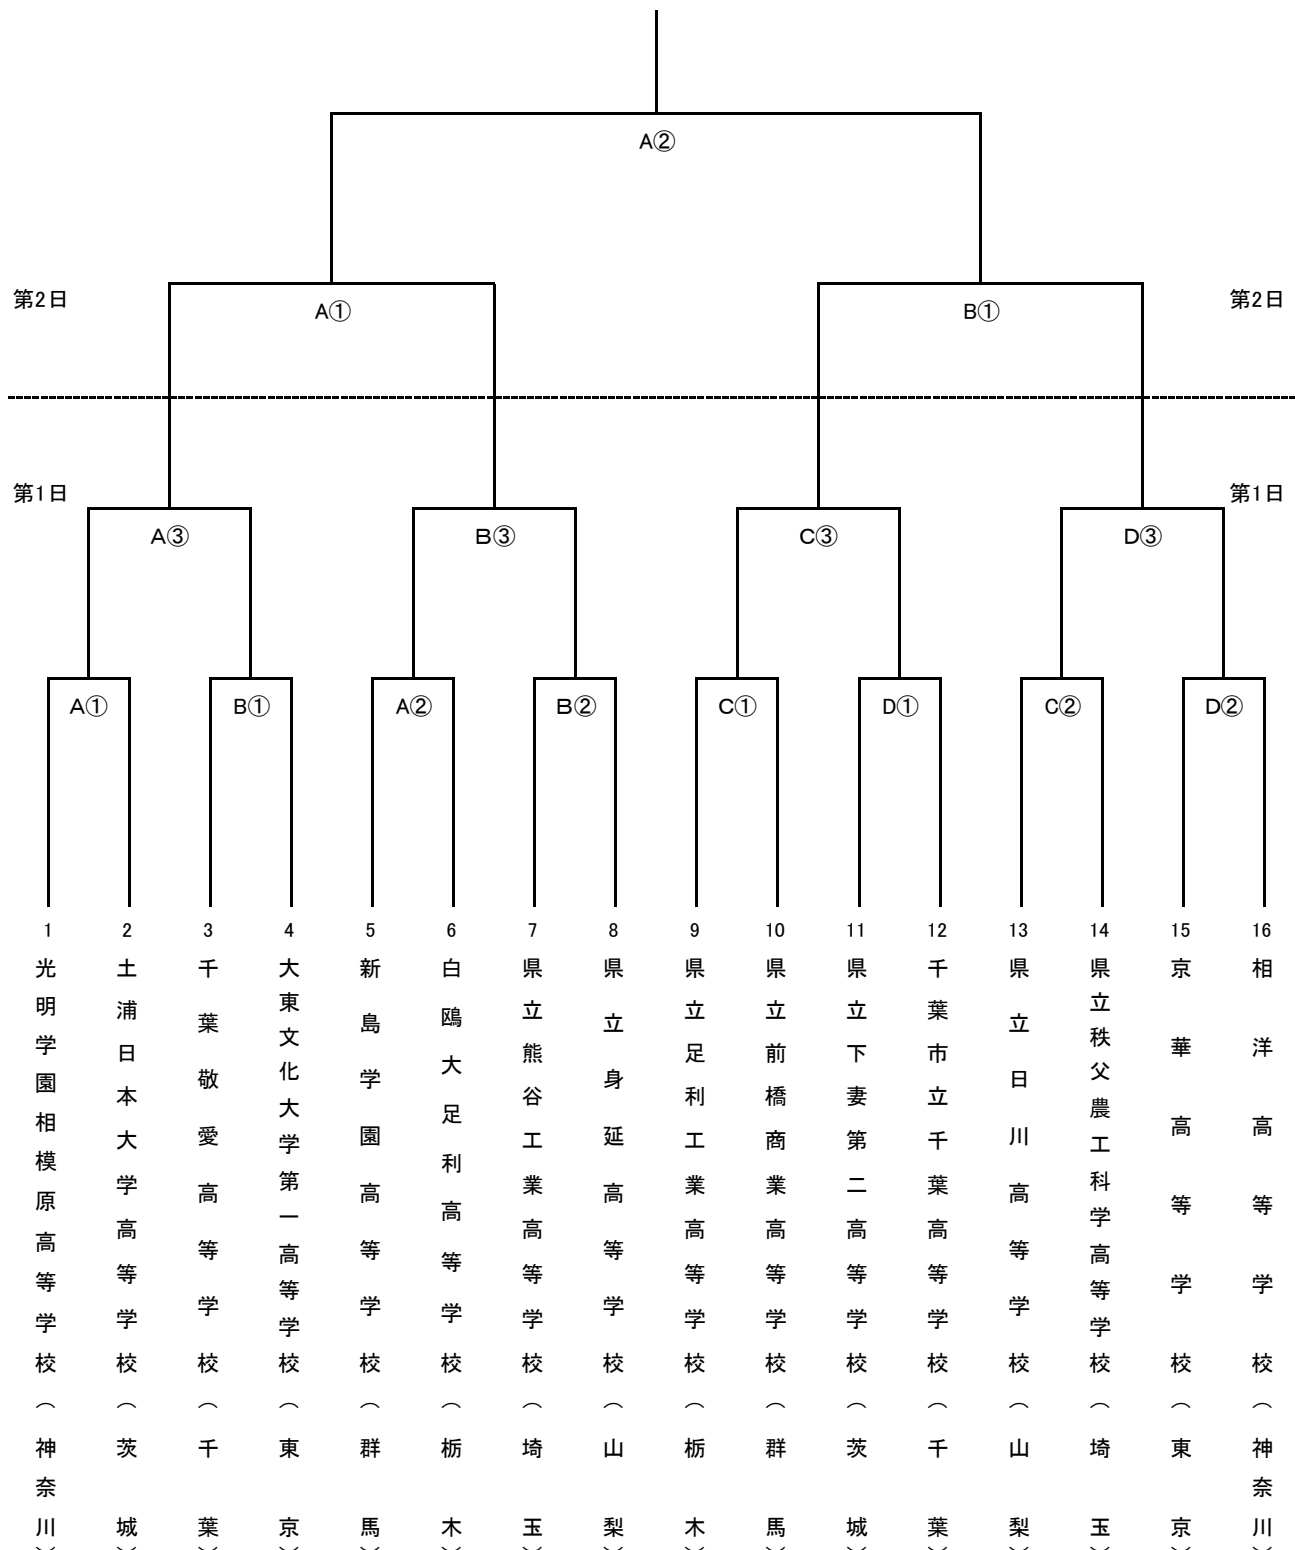 A②
第2日
第2日
A①
B①
第1日
第1日
A③
B③
C③
D③
A①
B①
A②
B②
C①
D①
C②
D②
1
光明学園相模原高等学校（神奈川）
2
土浦日本大学高等学校（茨城）
3
千葉敬愛高等学校（千葉）
4
大東文化大学第一高等学校（東京）
5
新島学園高等学校（群馬）
6
白鴎大足利高等学校（栃木）
7
県立熊谷工業高等学校（埼玉）
8
県立身延高等学校（山梨）
9
県立足利工業高等学校（栃木）
10
県立前橋商業高等学校（群馬）
11
県立下妻第二高等学校（茨城）
12
千葉市立千葉高等学校（千葉）
13
県立日川高等学校（山梨）
14
県立秩父農工科学高等学校（埼玉）
15
京華高等学校（東京）
16
相洋高等学校（神奈川）